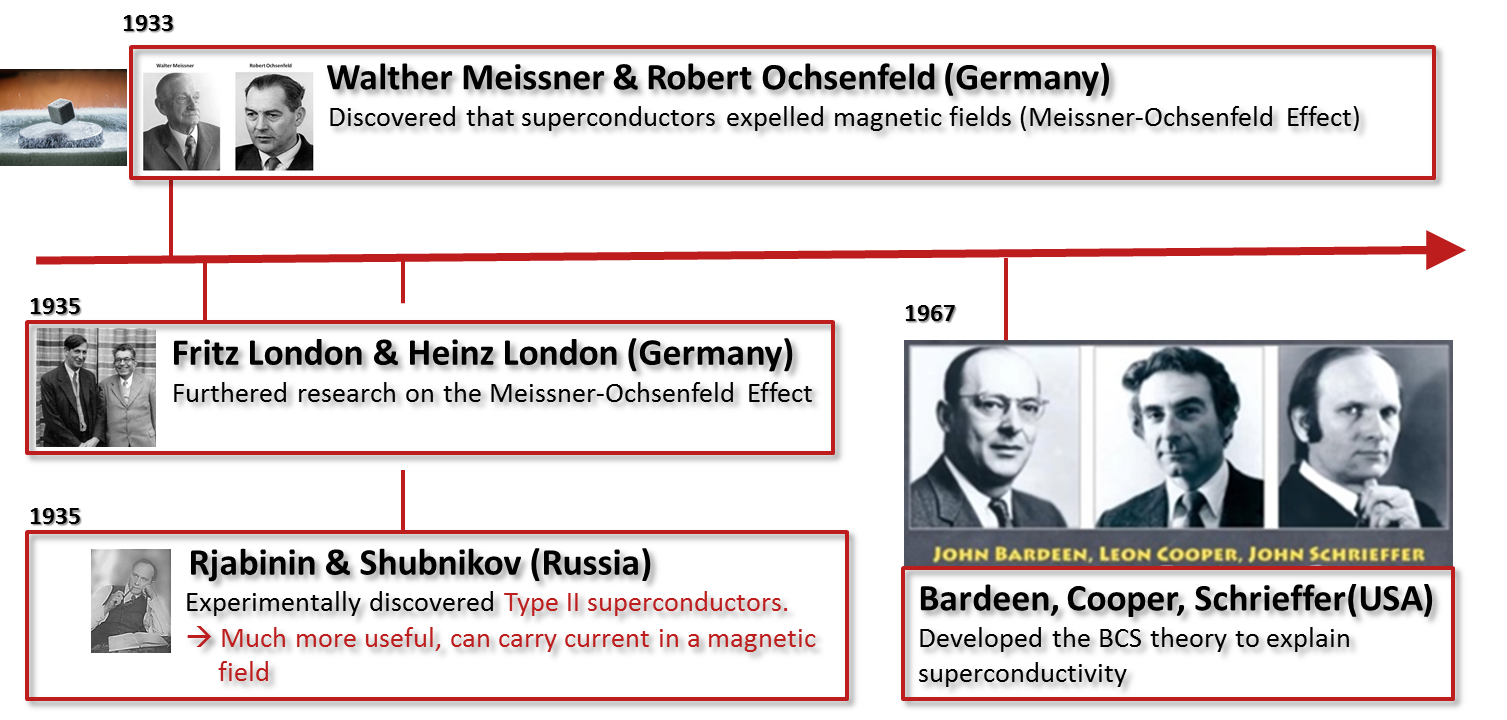 1933
Walter Meissner
Robert Ochsenfeld
Walther Meissner & Robert Ochsenfeld (Germany)
Discovered that superconductors expelled magnetic fields (Meissner-Ochsenfeld Effect)
1935
Fritz London & Heinz London (Germany)
Furthered research on the Meissner-Ochsenfeld Effect
1935
Rjabinin & Shubnikov (Russia)
Experimentally discovered Type II superconductors.
→ Much more useful, can carry current in a magnetic
field
1967
JOHN BARDEEN, LEON COOPER, JOHN SCHRIEFFER
Bardeen, Cooper, Schrieffer(USA)
Developed the BCS theory to explain
superconductivity